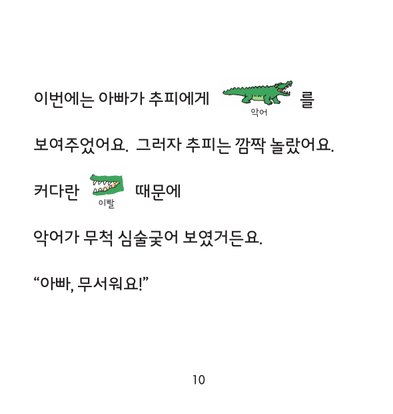 이번에는 아빠가 추피에게 악어 를
보여주었어요. 그러자 추피는 깜짝 놀랐어요.
커다란 이빨 때문에
악어가 무척 심술궂어 보였거든요.
“아빠, 무서워요!”
10